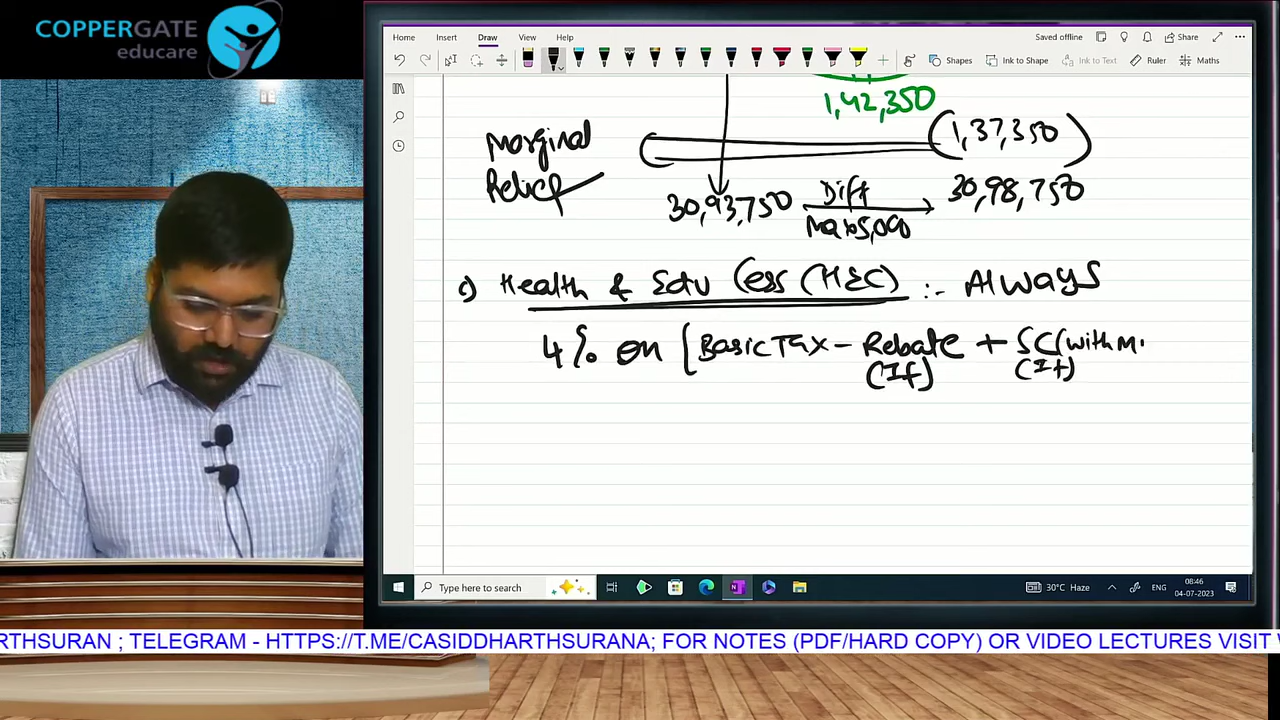 COPPERGATE
educare
Home Insert Draw View Help
Saved offline
Share
Shapes Ink to Shape Ink to Text Ruler Maths
1,42,350
Marginal (1,37,350)
Relief
30,93,750 Diff 30,98,750
Max 5,000
c) Health & Edu Cess (HEC) :- Always
4% on [Basic Tax - Rebate + SC (with M.
(If) (If)
Type here to search
30°C Haze
ENG
08:46
04-07-2023
RTHSURAN ; TELEGRAM - HTTPS://T.ME/CASIDDHARTHSURANA; FOR NOTES (PDF/HARD COPY) OR VIDEO LECTURES VISIT